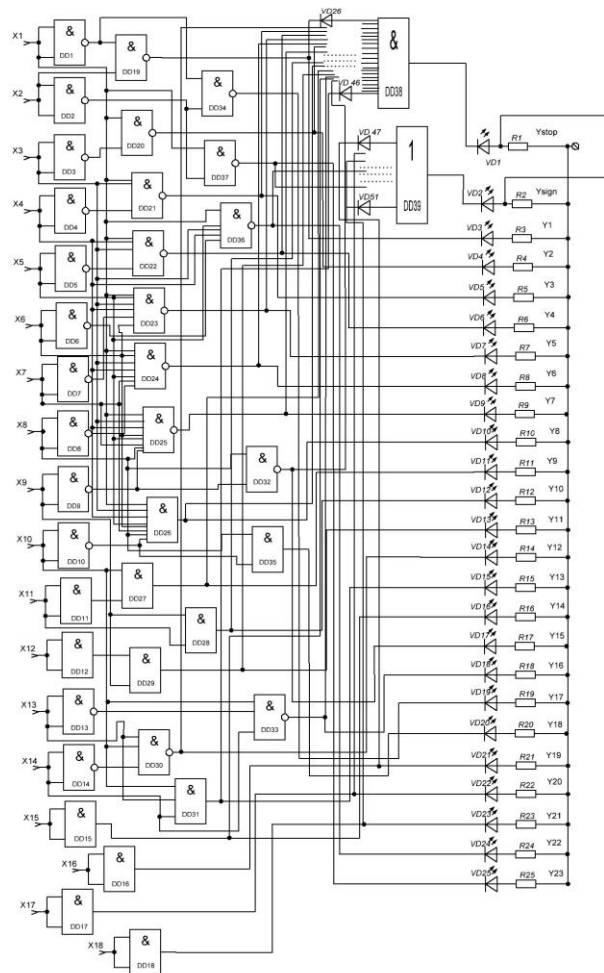 X1
&
DD1
&
DD19
X2
&
DD2
&
DD34
X3
&
DD3
&
DD20
&
DD37
X4
&
DD4
&
DD21
&
DD36
X5
&
DD5
&
DD22
X6
&
DD6
&
DD23
X7
&
DD7
&
DD24
X8
&
DD8
&
DD25
X9
&
DD9
&
DD32
X10
&
DD10
&
DD26
&
DD35
X11
&
DD11
&
DD27
&
DD28
X12
&
DD12
&
DD29
X13
&
DD13
&
DD33
X14
&
DD14
&
DD30
&
DD31
X15
&
DD15
X16
&
DD16
X17
&
DD17
X18
&
DD18
VD26
&
DD38
VD 46
VD 47
1
DD39
VD51
VD1 R1 Ystop
VD2 R2 Ysign
VD3 R3 Y1
VD4 R4 Y2
VD5 R5 Y3
VD6 R6 Y4
VD7 R7 Y5
VD8 R8 Y6
VD9 R9 Y7
VD10 R10 Y8
VD11 R11 Y9
VD12 R12 Y10
VD13 R13 Y11
VD14 R14 Y12
VD15 R15 Y13
VD16 R16 Y14
VD17 R17 Y15
VD18 R18 Y16
VD19 R19 Y17
VD20 R20 Y18
VD21 R21 Y19
VD22 R22 Y20
VD23 R23 Y21
VD24 R24 Y22
VD25 R25 Y23